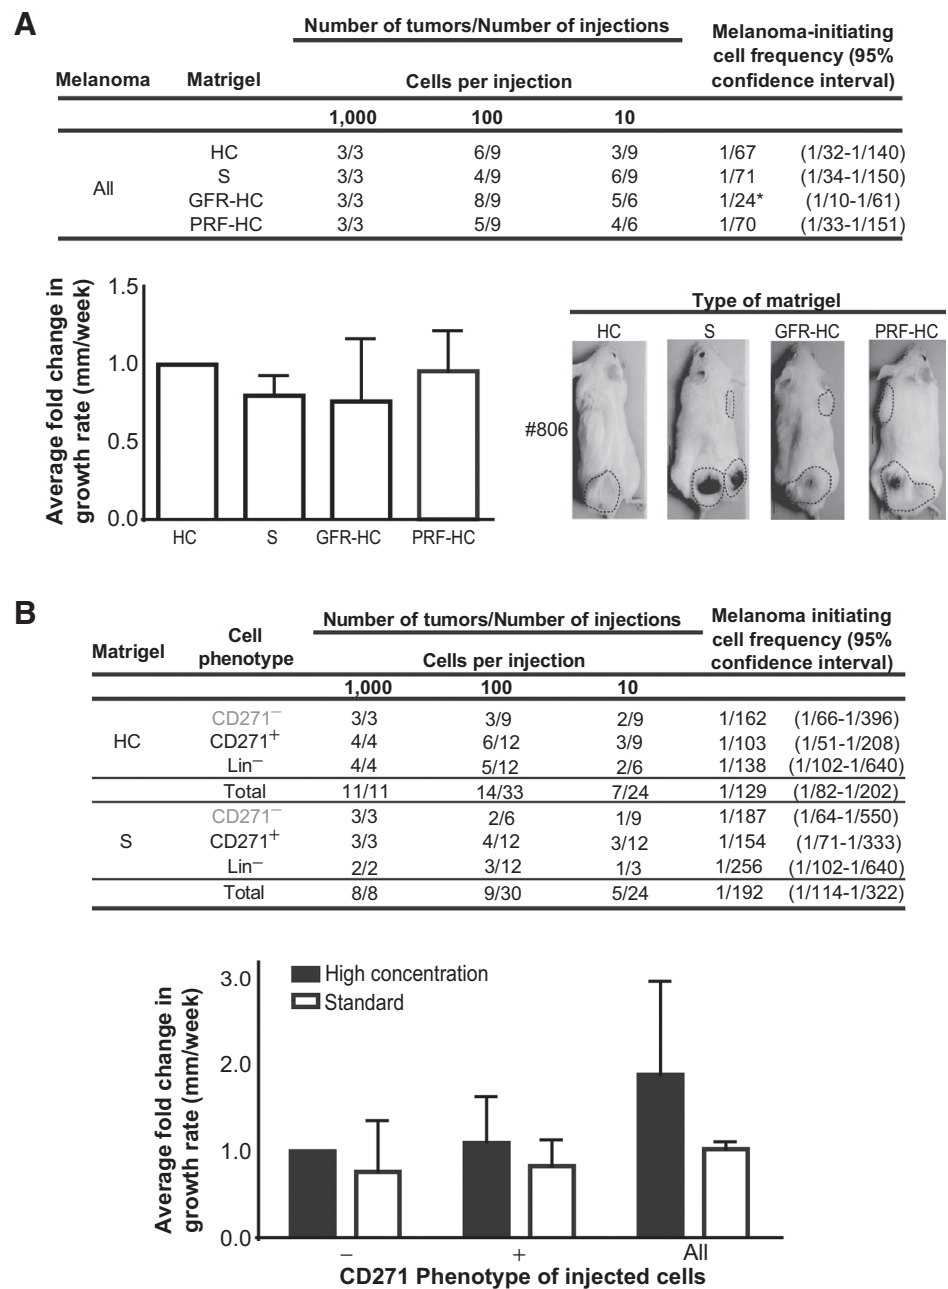 A
Number of tumors/Number of injections
Melanoma-initiating
cell frequency (95%
confidence interval)
Melanoma Matrigel Cells per injection
1,000 100 10
All
HC 3/3 6/9 3/9 1/67 (1/32-1/140)
S 3/3 4/9 6/9 1/71 (1/34-1/150)
GFR-HC 3/3 8/9 5/6 1/24* (1/10-1/61)
PRF-HC 3/3 5/9 4/6 1/70 (1/33-1/151)
Average fold change in
growth rate (mm/week)
1.5
1.0
0.5
0.0
HC S GFR-HC PRF-HC
Type of matrigel
HC S GFR-HC PRF-HC
#806
B
Number of tumors/Number of injections
Melanoma initiating
cell frequency (95%
confidence interval)
Matrigel
Cell
phenotype
Cells per injection
1,000 100 10
HC
CD271− 3/3 3/9 2/9 1/162 (1/66-1/396)
CD271+ 4/4 6/12 3/9 1/103 (1/51-1/208)
Lin− 4/4 5/12 2/6 1/138 (1/102-1/640)
Total 11/11 14/33 7/24 1/129 (1/82-1/202)
S
CD271− 3/3 2/6 1/9 1/187 (1/64-1/550)
CD271+ 3/3 4/12 3/12 1/154 (1/71-1/333)
Lin− 2/2 3/12 1/3 1/256 (1/102-1/640)
Total 8/8 9/30 5/24 1/192 (1/114-1/322)
Average fold change in
growth rate (mm/week)
3.0
2.0
1.0
0.0
High concentration
Standard
− + All
CD271 Phenotype of injected cells